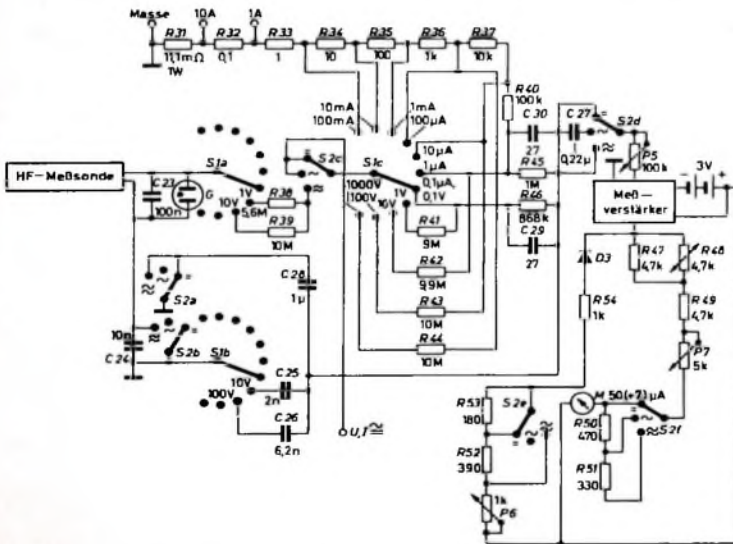 Masse 10A 1A
R31 R32 R33 R34 R35 R36 R37
11,1mΩ 0,1 1 10 100 1k 10k
1W
R40
100k
10mA 1mA
100mA 100µA
C30 C27 S2d
27
10µA
S1a S2c S1c 1µA R45 0,22µ P5
100k
3V
HF-Meßsonde
C23 G 1V R38 1000V 1V 0,1µA, 1M
100V 10V 0,1V R46
Meß-
verstärker
100n 10V 5,6M R39 R41 868k
10M 9M C29
R47 R48
27 4,7k 4,7k
R42 D3
S2a C28 9,9M
1µ R43 R54 R49
10n 10M 1k 4,7k
S2b S1b R44
C24 10V C25 10M P7
100V 2n 5k
C26 R53 S2e M 50(+7)µA
180
6,2n U,I R50 S2f
R52 470
390
R51
1k 330
P6